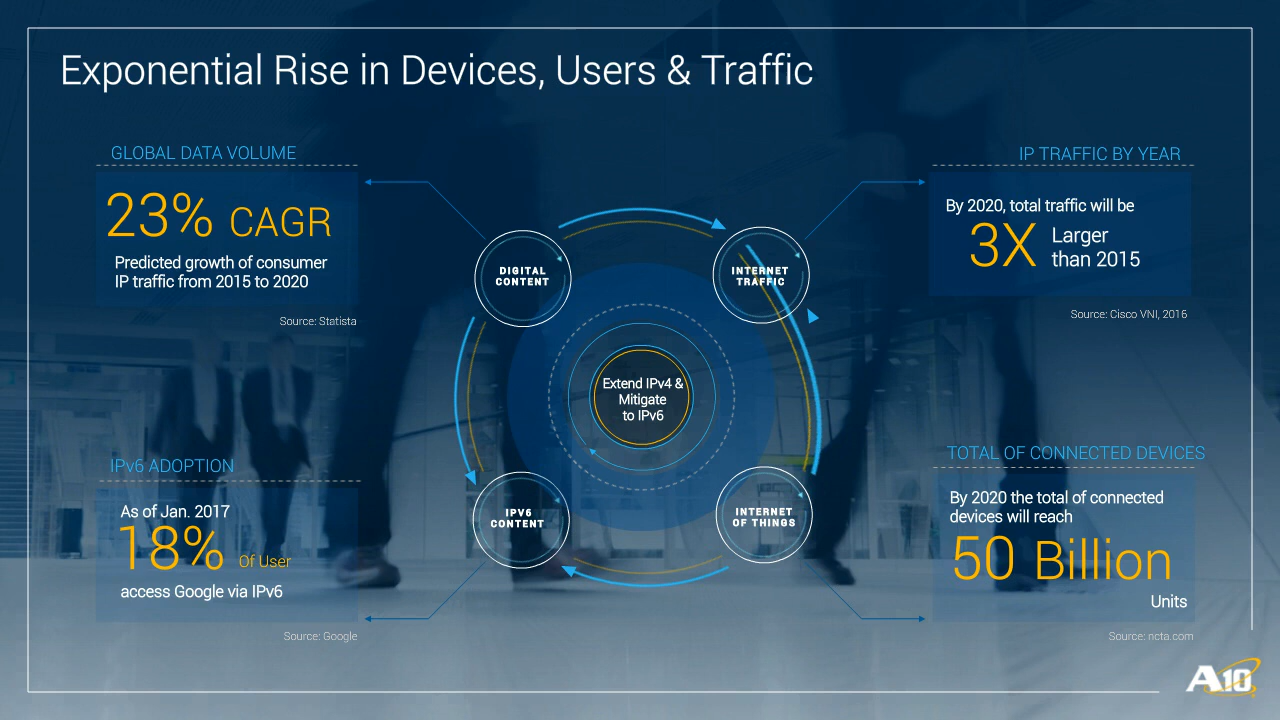 Exponential Rise in Devices, Users & Traffic
GLOBAL DATA VOLUME
23% CAGR
Predicted growth of consumer
IP traffic from 2015 to 2020
Source: Statista
IP TRAFFIC BY YEAR
By 2020, total traffic will be
3X Larger
than 2015
Source: Cisco VNI, 2016
DIGITAL
CONTENT
INTERNET
TRAFFIC
Extend IPv4 &
Mitigate
to IPv6
IPV6
CONTENT
INTERNET
OF THINGS
IPv6 ADOPTION
As of Jan. 2017
18% Of User
access Google via IPv6
Source: Google
TOTAL OF CONNECTED DEVICES
By 2020 the total of connected
devices will reach
50 Billion
Units
Source: ncta.com
A10